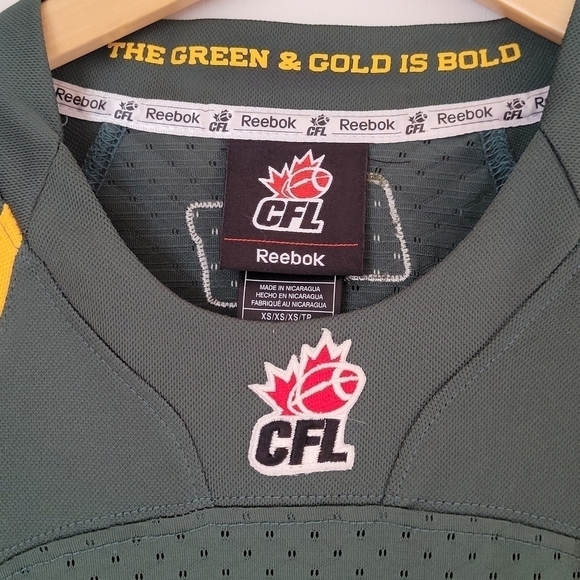 THE GREEN & GOLD IS BOLD
Reebok CFL Reebok CFL Reebok CFL Reebok CFL Reebok
CFL
Reebok
MADE IN NICARAGUA
HECHO EN NICARAGUA
FABRIQUÉ AU NICARAGUA
XS/XS/XS/TP
CFL